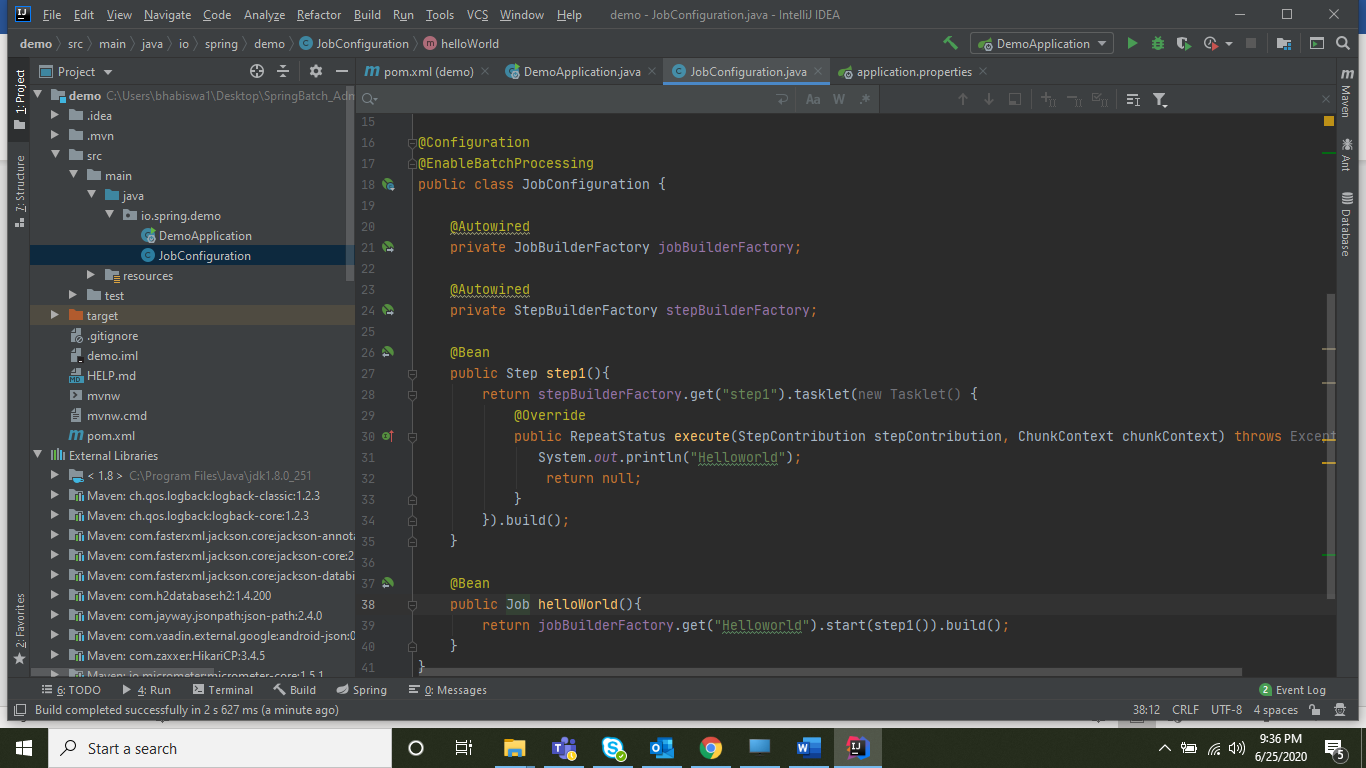 File Edit View Navigate Code Analyze Refactor Build Run Tools VCS Window Help demo - JobConfiguration.java - IntelliJ IDEA
demo src main java io spring demo JobConfiguration helloWorld DemoApplication
Project pom.xml (demo) DemoApplication.java JobConfiguration.java application.properties
Aa W .*
1: Project
7: Structure
2: Favorites
demo C:\Users\bhabiswa1\Desktop\SpringBatch_Adn
.idea
.mvn
src
main
java
io.spring.demo
DemoApplication
JobConfiguration
resources
test
target
.gitignore
demo.iml
HELP.md
mvnw
mvnw.cmd
pom.xml
External Libraries
< 1.8 > C:\Program Files\Java\jdk1.8.0_251
Maven: ch.qos.logback:logback-classic:1.2.3
Maven: ch.qos.logback:logback-core:1.2.3
Maven: com.fasterxml.jackson.core:jackson-annota
Maven: com.fasterxml.jackson.core:jackson-core:2
Maven: com.fasterxml.jackson.core:jackson-databi
Maven: com.h2database:h2:1.4.200
Maven: com.jayway.jsonpath:json-path:2.4.0
Maven: com.vaadin.external.google:android-json:0
Maven: com.zaxxer:HikariCP:3.4.5
Maven: io.micrometer:micrometer-core:1.5.1
15
16 @Configuration
17 @EnableBatchProcessing
18 public class JobConfiguration {
19
20 @Autowired
21 private JobBuilderFactory jobBuilderFactory;
22
23 @Autowired
24 private StepBuilderFactory stepBuilderFactory;
25
26 @Bean
27 public Step step1(){
28 return stepBuilderFactory.get("step1").tasklet(new Tasklet() {
29 @Override
30 public RepeatStatus execute(StepContribution stepContribution, ChunkContext chunkContext) throws Except
31 System.out.println("Helloworld");
32 return null;
33 }
34 }).build();
35 }
36
37 @Bean
38 public Job helloWorld(){
39 return jobBuilderFactory.get("Helloworld").start(step1()).build();
40 }
41 }
Maven
Ant
Database
6: TODO 4: Run Terminal Build Spring 0: Messages 2 Event Log
Build completed successfully in 2 s 627 ms (a minute ago) 38:12 CRLF UTF-8 4 spaces
Start a search
9:36 PM
6/25/2020
5